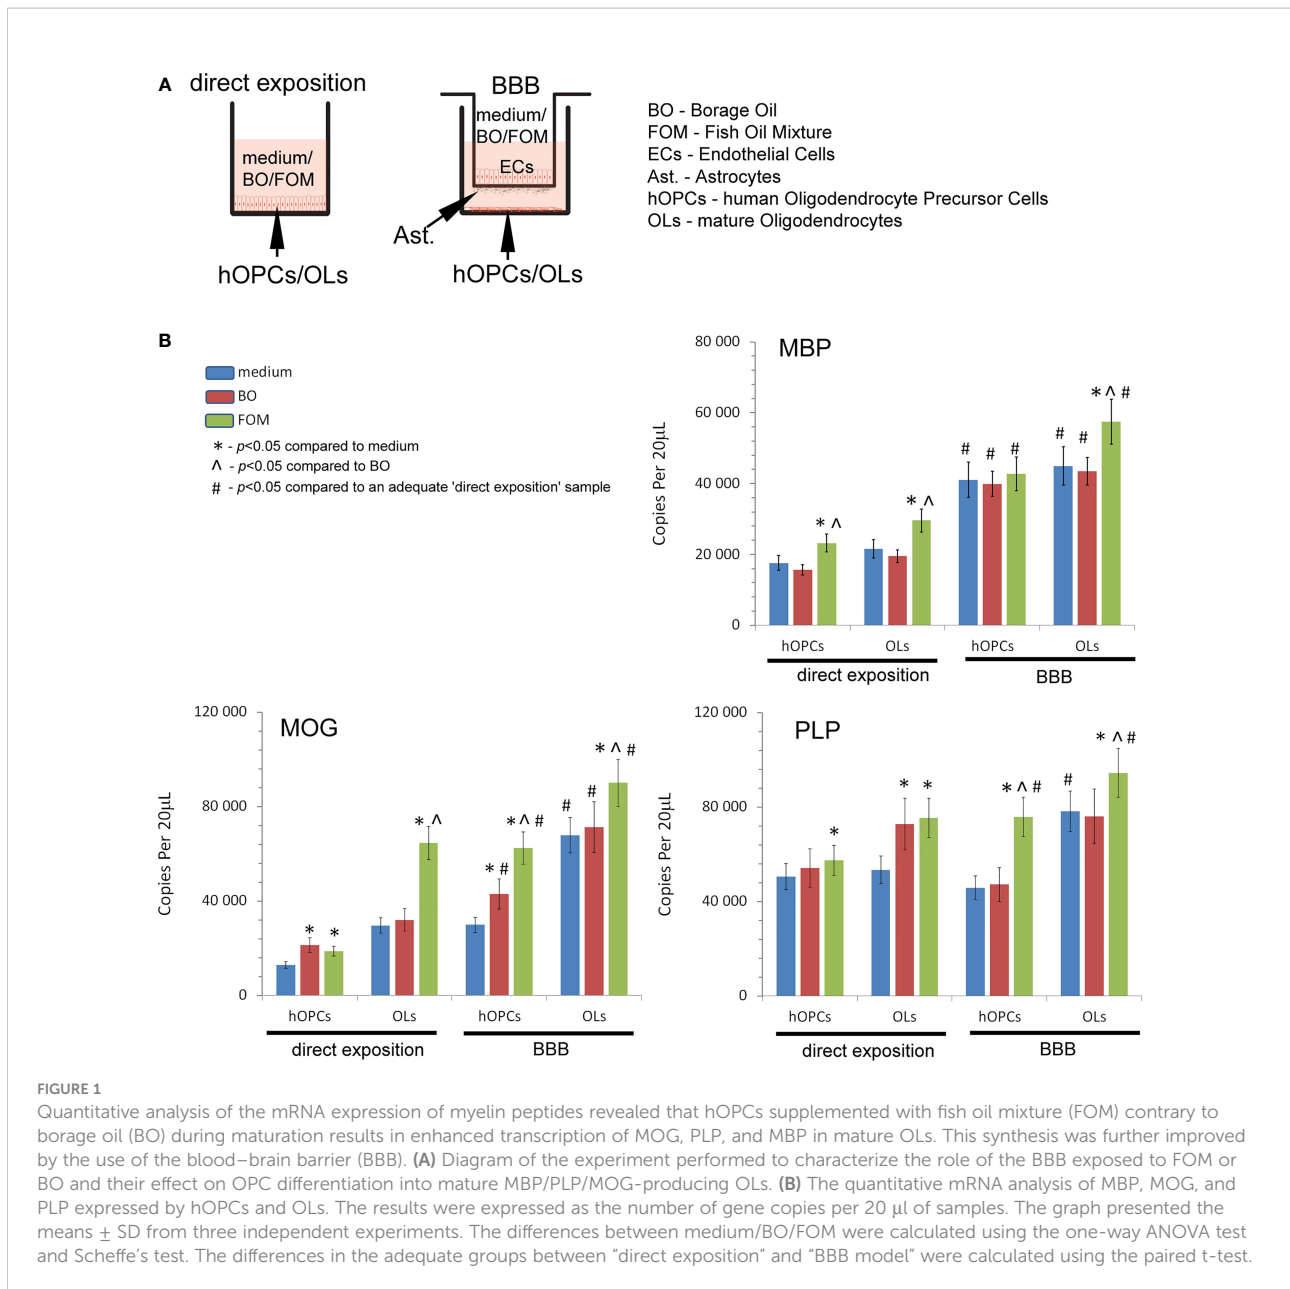 A
direct exposition
medium/
BO/FOM
hOPCs/OLs
BBB
medium/
BO/FOM
ECs
Ast.
hOPCs/OLs
BO - Borage Oil
FOM - Fish Oil Mixture
ECs - Endothelial Cells
Ast. - Astrocytes
hOPCs - human Oligodendrocyte Precursor Cells
OLs - mature Oligodendrocytes
B
medium
BO
FOM
* - p<0.05 compared to medium
^ - p<0.05 compared to BO
# - p<0.05 compared to an adequate 'direct exposition' sample
MBP
Copies Per 20µL
80 000
60 000
40 000
20 000
0
* ^
* ^
# # #
# #
* ^ #
hOPCs OLs hOPCs OLs
direct exposition BBB
MOG
Copies Per 20µL
120 000
80 000
40 000
0
* *
* ^
* #
* ^ #
# #
* ^ #
hOPCs OLs hOPCs OLs
direct exposition BBB
PLP
Copies Per 20µL
120 000
80 000
40 000
0
*
* *
* ^ #
#
* ^ #
hOPCs OLs hOPCs OLs
direct exposition BBB
FIGURE 1
Quantitative analysis of the mRNA expression of myelin peptides revealed that hOPCs supplemented with fish oil mixture (FOM) contrary to
borage oil (BO) during maturation results in enhanced transcription of MOG, PLP, and MBP in mature OLs. This synthesis was further improved
by the use of the blood–brain barrier (BBB). (A) Diagram of the experiment performed to characterize the role of the BBB exposed to FOM or
BO and their effect on OPC differentiation into mature MBP/PLP/MOG-producing OLs. (B) The quantitative mRNA analysis of MBP, MOG, and
PLP expressed by hOPCs and OLs. The results were expressed as the number of gene copies per 20 µl of samples. The graph presented the
means ± SD from three independent experiments. The differences between medium/BO/FOM were calculated using the one-way ANOVA test
and Scheffe's test. The differences in the adequate groups between "direct exposition" and "BBB model" were calculated using the paired t-test.